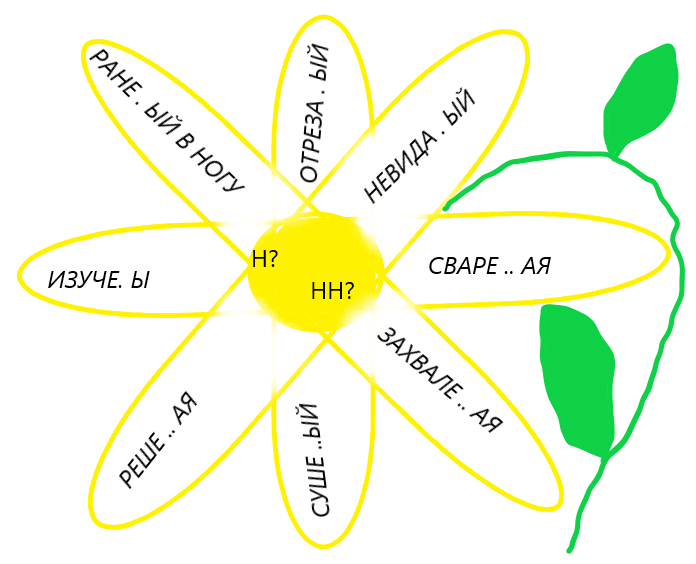 РАНЕ . ЫЙ В НОГУ
ОТРЕЗА . ЫЙ
НЕВИДА . ЫЙ
ИЗУЧЕ. Ы
Н?
НН?
СВАРЕ .. АЯ
РЕШЕ .. АЯ
СУШЕ ..ЫЙ
ЗАХВАЛЕ .. АЯ